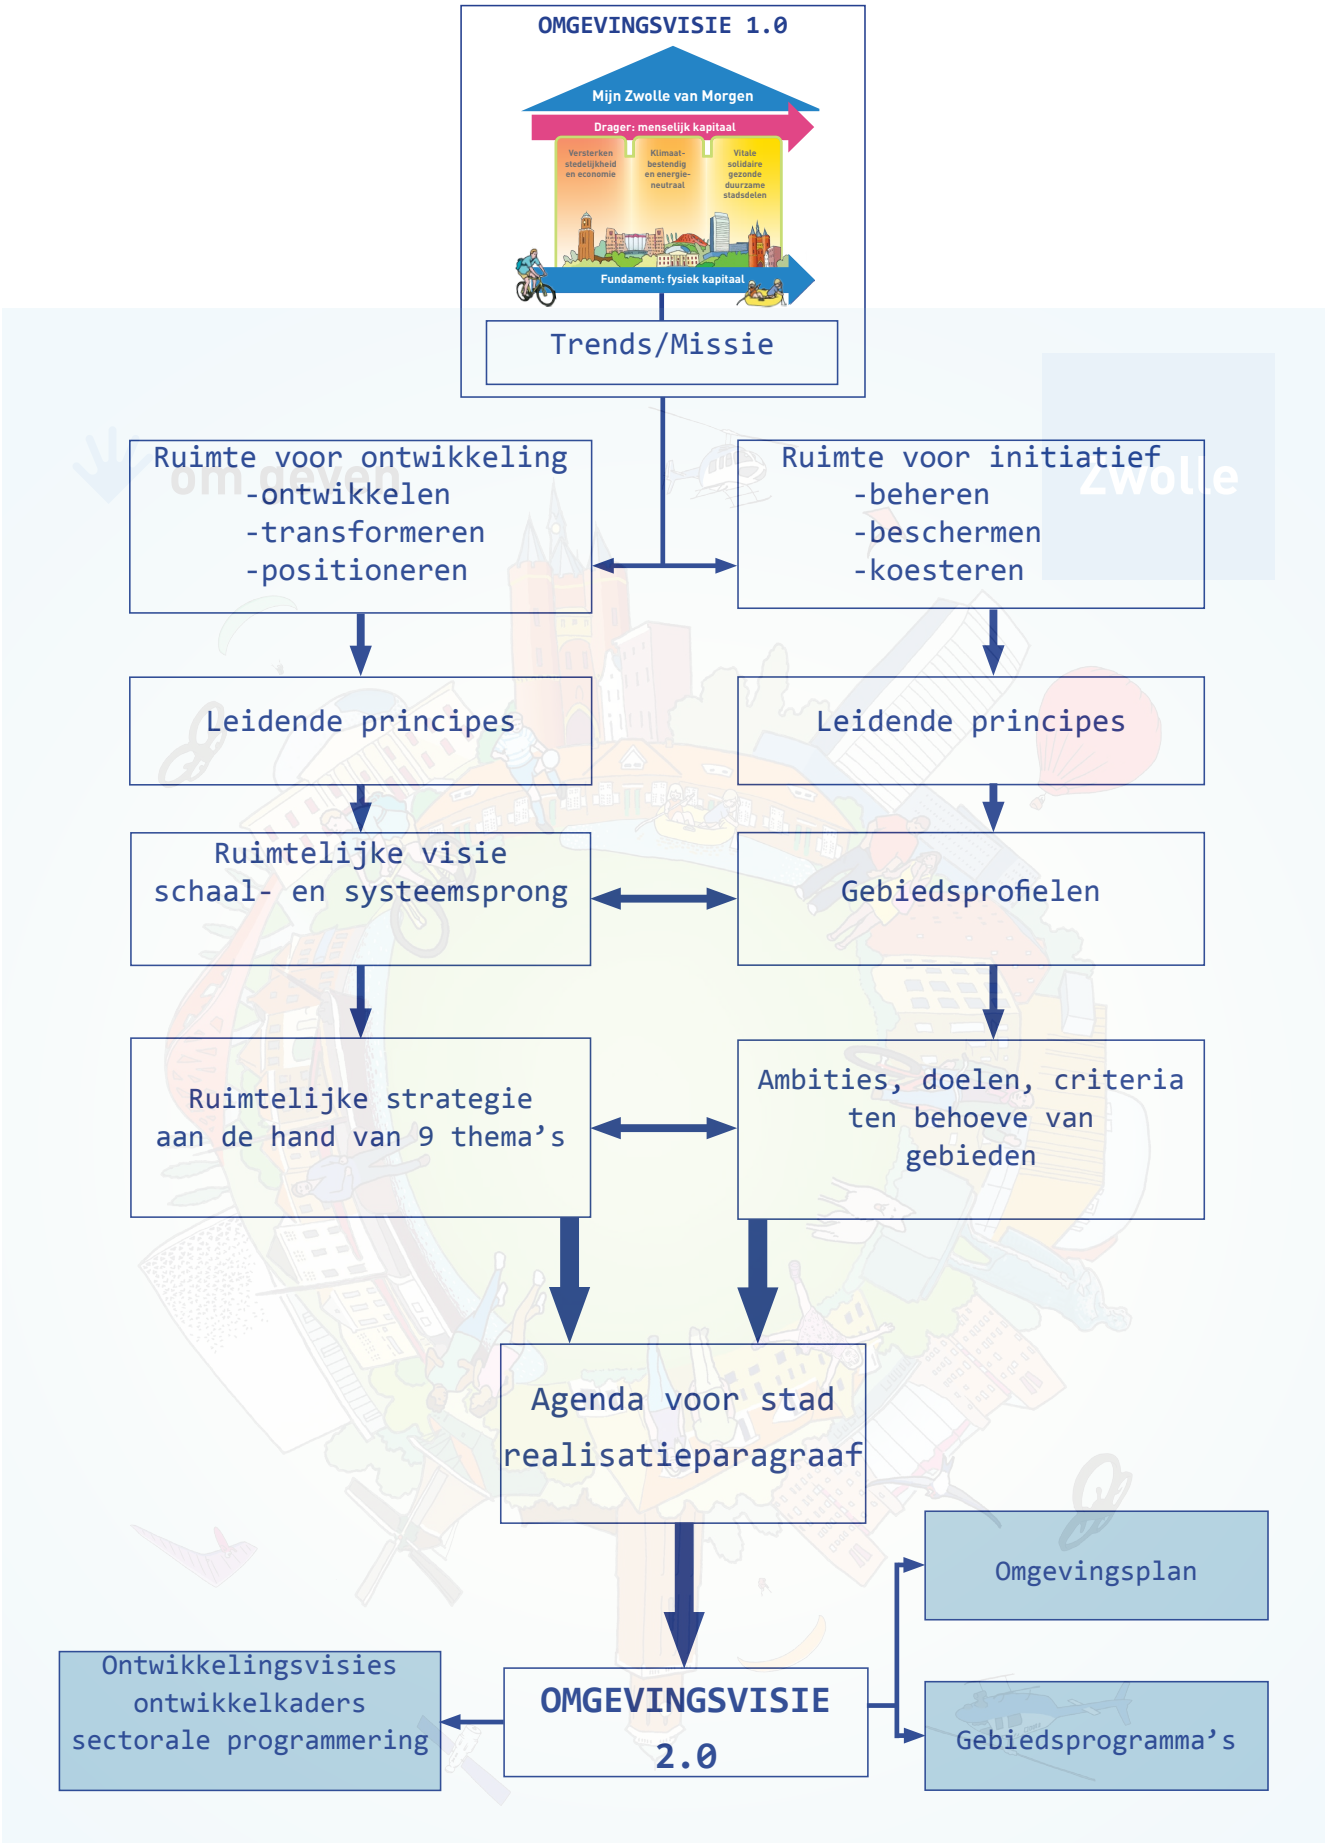 OMGEVINGSVISIE 1.0
Mijn Zwolle van Morgen
Drager: menselijk kapitaal
Versterken
stedelijkheid
en economie
Klimaat-
bestendig
en energie-
neutraal
Vitale
solidaire
gezonde
duurzame
stadsdelen
Fundament: fysiek kapitaal
Trends/Missie
om geven
Zwolle
Ruimte voor ontwikkeling
-ontwikkelen
-transformeren
-positioneren
Ruimte voor initiatief
-beheren
-beschermen
-koesteren
Leidende principes
Leidende principes
Ruimtelijke visie
schaal- en systeemsprong
Gebiedsprofielen
Ruimtelijke strategie
aan de hand van 9 thema’s
Ambities, doelen, criteria
ten behoeve van
gebieden
Agenda voor stad
realisatieparagraaf
Omgevingsplan
Ontwikkelingsvisies
ontwikkelkaders
sectorale programmering
OMGEVINGSVISIE
2.0
Gebiedsprogramma’s